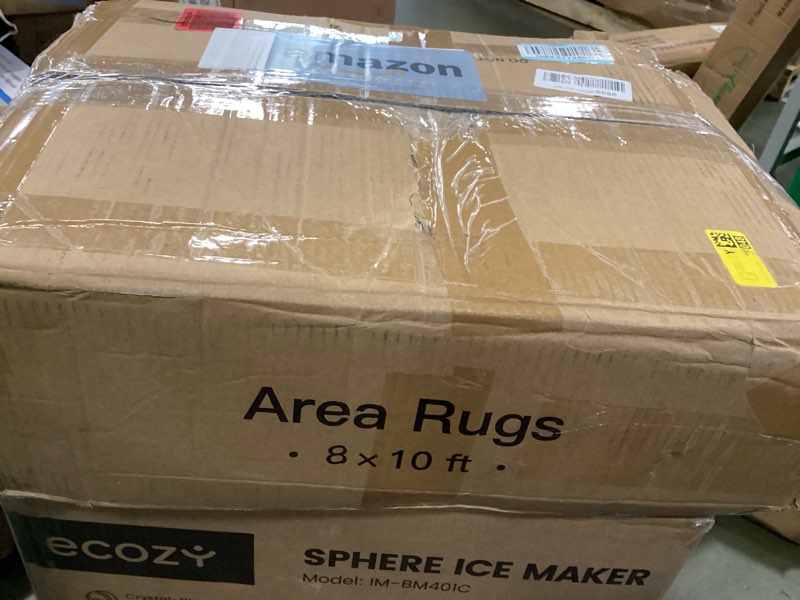 amazon
Area Rugs
• 8 x 10 ft •
ecozy
SPHERE ICE MAKER
Model: IM-BM401C